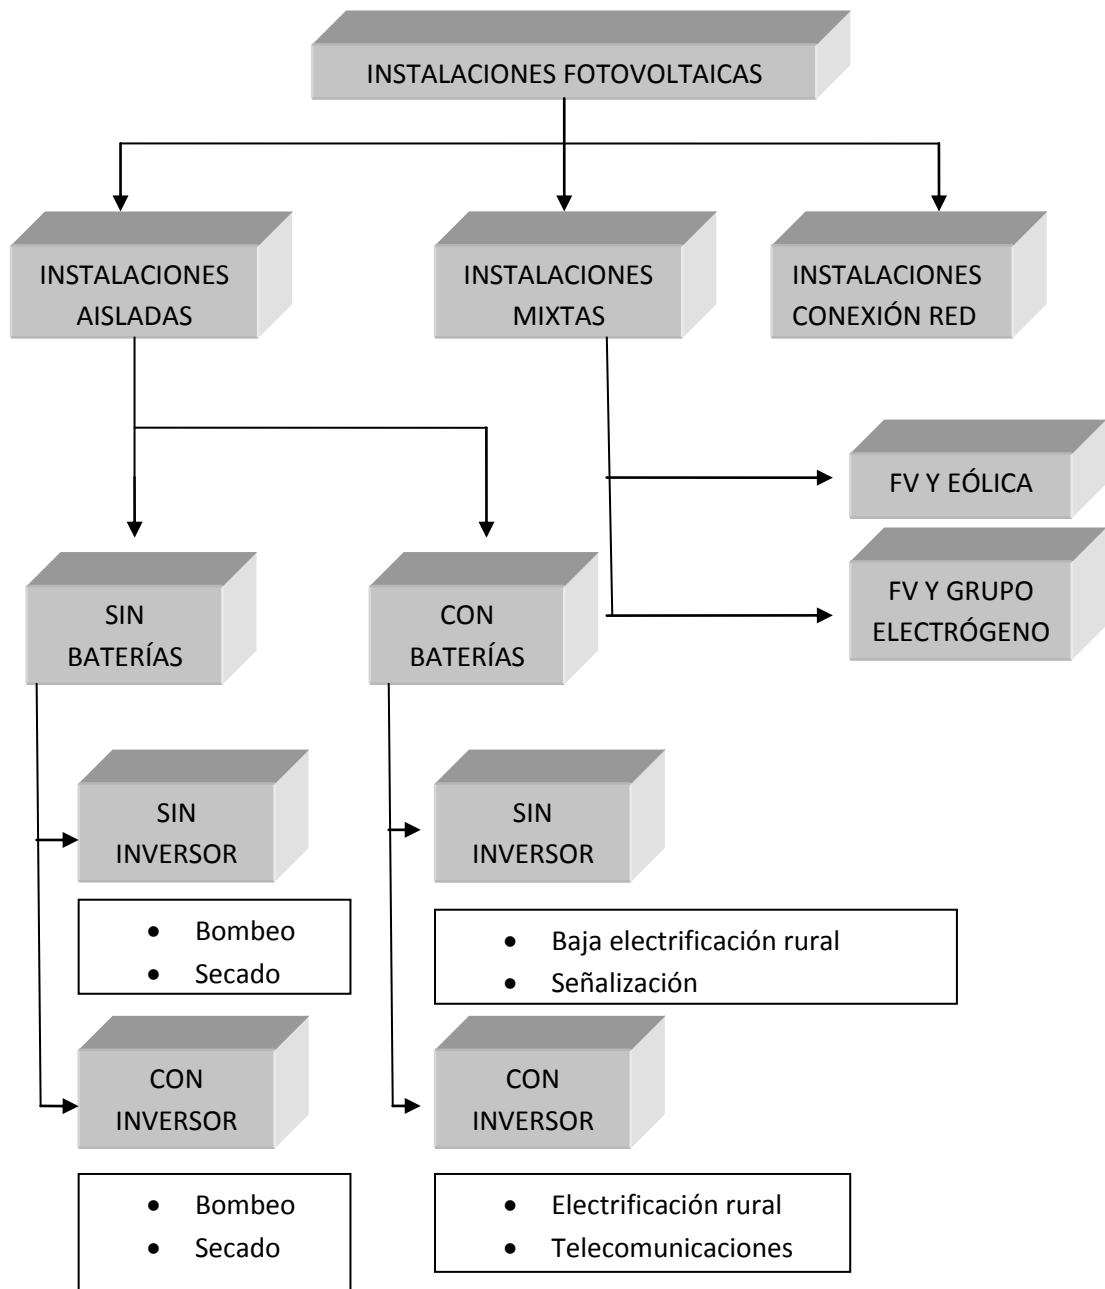 INSTALACIONES FOTOVOLTAICAS
INSTALACIONES
AISLADAS
INSTALACIONES
MIXTAS
INSTALACIONES
CONEXIÓN RED
FV Y EÓLICA
FV Y GRUPO
ELECTRÓGENO
SIN
BATERÍAS
CON
BATERÍAS
SIN
INVERSOR
• Bombeo
• Secado
SIN
INVERSOR
• Baja electrificación rural
• Señalización
CON
INVERSOR
• Bombeo
• Secado
CON
INVERSOR
• Electrificación rural
• Telecomunicaciones